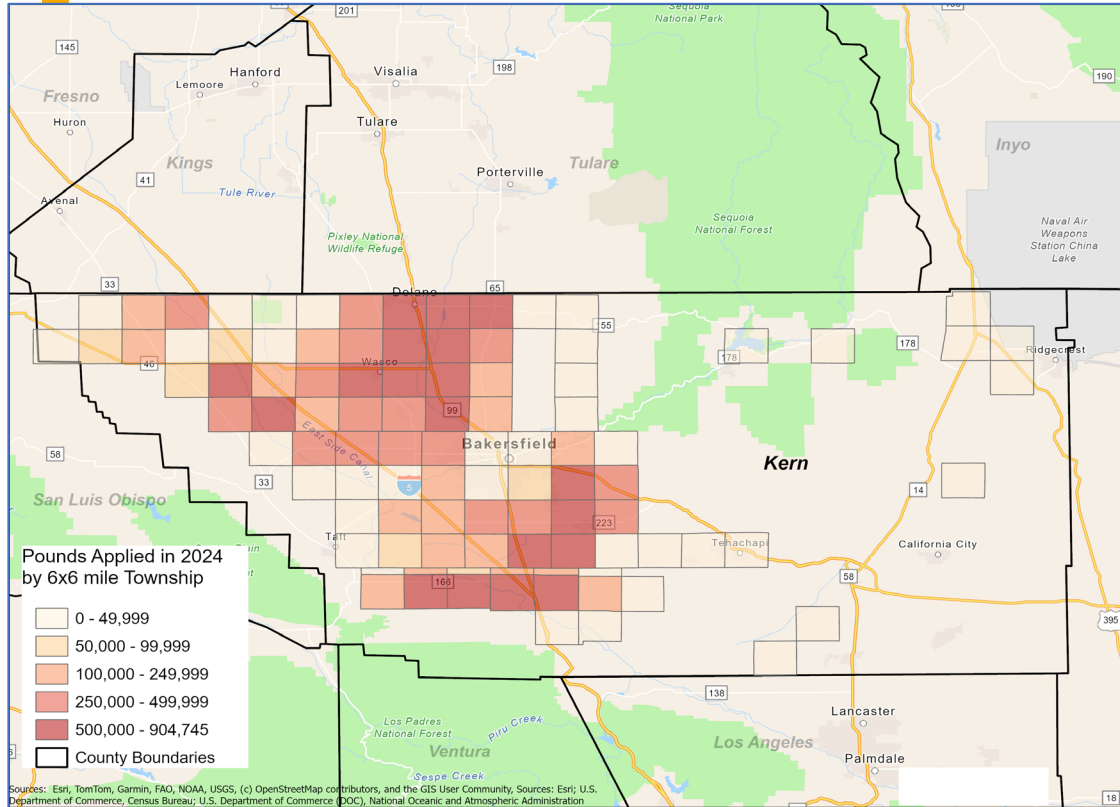 201
Sequoia
National Park
190
145
198
Hanford
Visalia
Lemoore
190
Fresno
Huron
Tulare
Inyo
Kings
Tulare
Porterville
41
Tule River
Avenal
Sequoia
National Forest
Naval Air
Weapons
Station China
Lake
Pixley National
Wildlife Refuge
33
65
Delano
55
178
178
Ridgecrest
46
Wasco
99
East Side Canal
Bakersfield
58
Kern
33
5
14
San Luis Obispo
223
Taft
Tehachapi
California City
58
166
395
Pounds Applied in 2024
by 6x6 mile Township
0 - 49,999
50,000 - 99,999
100,000 - 249,999
250,000 - 499,999
500,000 - 904,745
County Boundaries
138
Lancaster
Los Padres
National Forest
Piru Creek
Ventura
Los Angeles
Palmdale
Sespe Creek
18
Sources: Esri, TomTom, Garmin, FAO, NOAA, USGS, (c) OpenStreetMap contributors, and the GIS User Community, Sources: Esri; U.S.
Department of Commerce, Census Bureau; U.S. Department of Commerce (DOC), National Oceanic and Atmospheric Administration